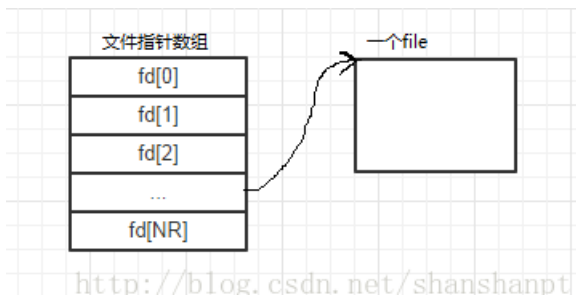 文件指针数组
一个file
fd[0]
fd[1]
fd[2]
...
fd[NR]
http://blog.csdn.net/shanshanpt